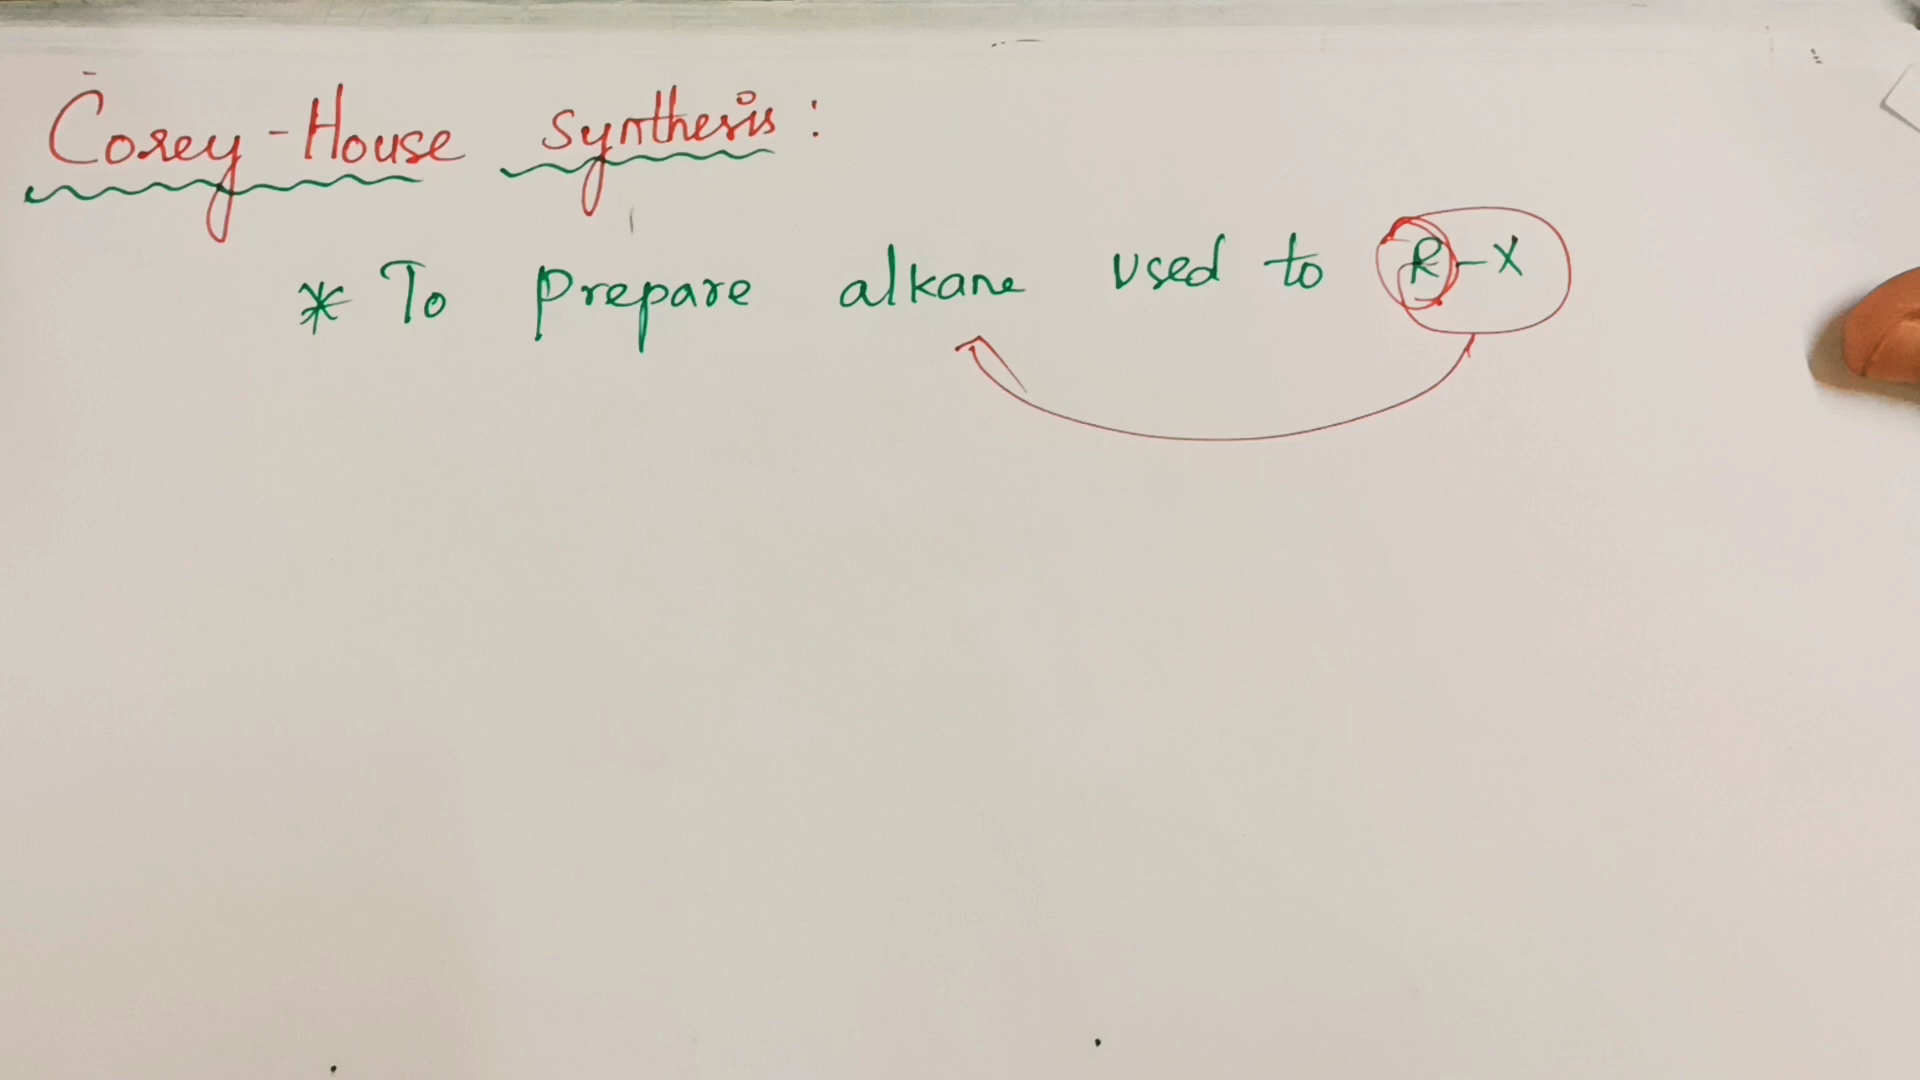 Corey-House Synthesis :
* To prepare alkane used to R-X